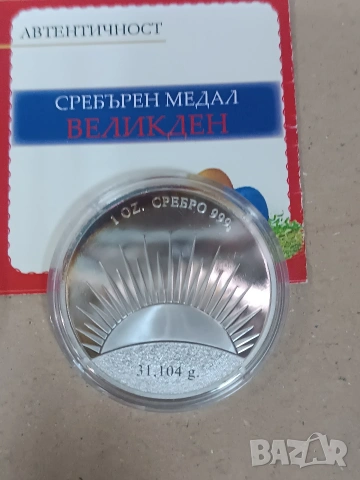 АВТЕНТИЧНОСТ
СРЕБЪРЕН МЕДАЛ
ВЕЛИКДЕН
1 OZ. СРЕБРО 999
31.104 g.
BAZAR
bg